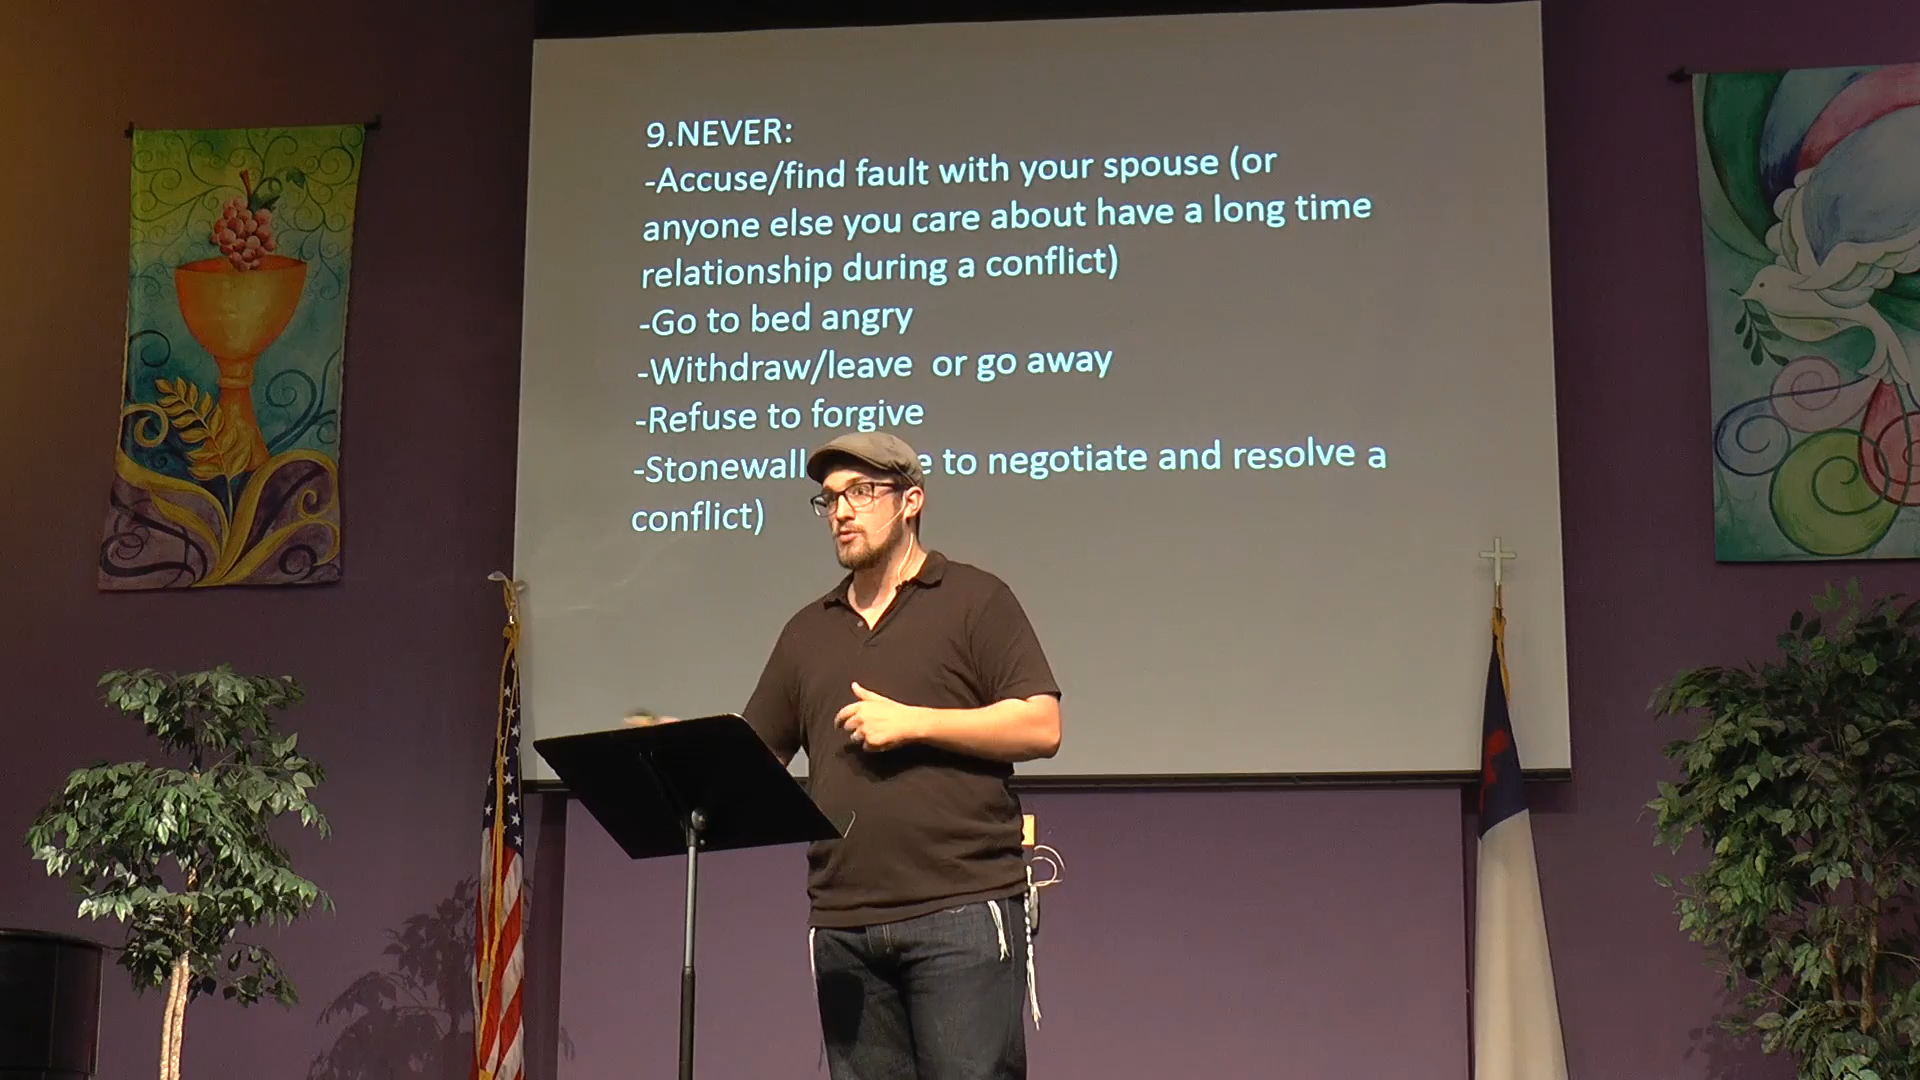 9.NEVER:
-Accuse/find fault with your spouse (or
anyone else you care about have a long time
relationship during a conflict)
-Go to bed angry
-Withdraw/leave or go away
-Refuse to forgive
-Stonewall to negotiate and resolve a
conflict)